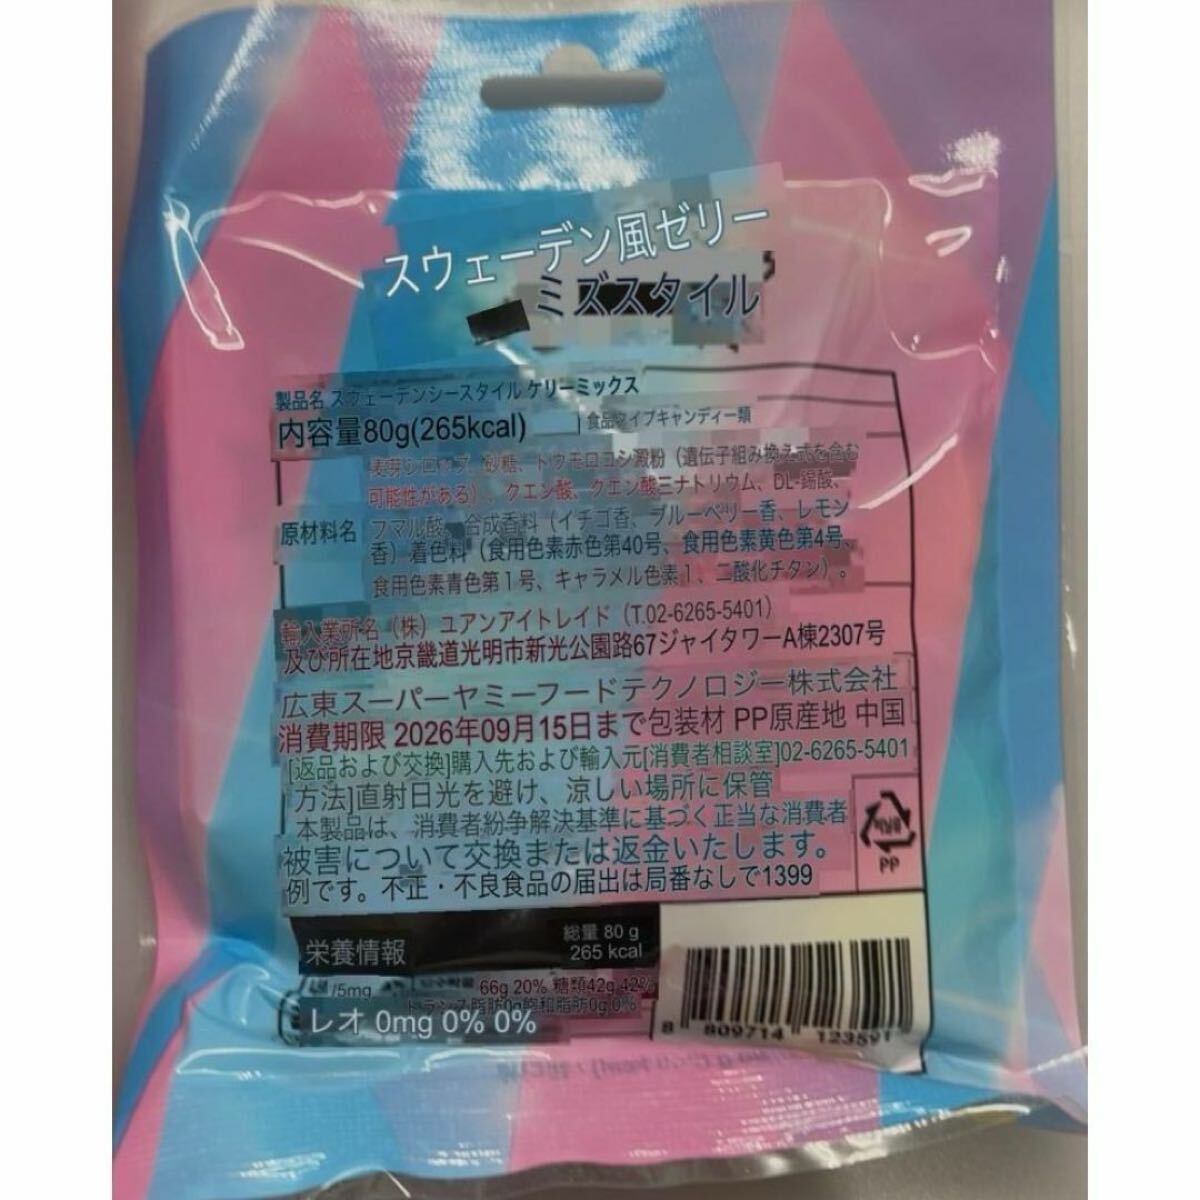 スウェーデン風ゼリー
ミズスタイル
製品名 スウェーデンシースタイル ケリーミックス
内容量80g(265kcal)
食品タイプキャンディー類
麦芽シロップ、砂糖、トウモロコシ澱粉（遺伝子組み換え式を含む
可能性がある）、クエン酸、クエン酸三ナトリウム、DL-錫酸、
原材料名 フマル酸、合成香料（イチゴ香、ブルーベリー香、レモン
香）着色料（食用色素赤色第40号、食用色素黄色第4号、
食用色素青色第１号、キャラメル色素１、二酸化チタン）。
輸入業所名（株）ユアンアイトレイド（T.02-6265-5401）
及び所在地京畿道光明市新光公園路67ジャイタワーA棟2307号
広東スーパーヤミーフードテクノロジー株式会社
消費期限 2026年09月15日まで包装材 PP原産地 中国
[返品および交換]購入先および輸入元[消費者相談室]02-6265-5401
方法]直射日光を避け、涼しい場所に保管
本製品は、消費者紛争解決基準に基づく正当な消費者
被害について交換または返金いたします。
例です。不正・不良食品の届出は局番なしで1399
PP
栄養情報
総量 80 g
265 kcal
/5mg
66g 20% 糖類42g 42%
トランス脂肪0g飽和脂肪0g 0%
レオ 0mg 0% 0%
8 809714 123591